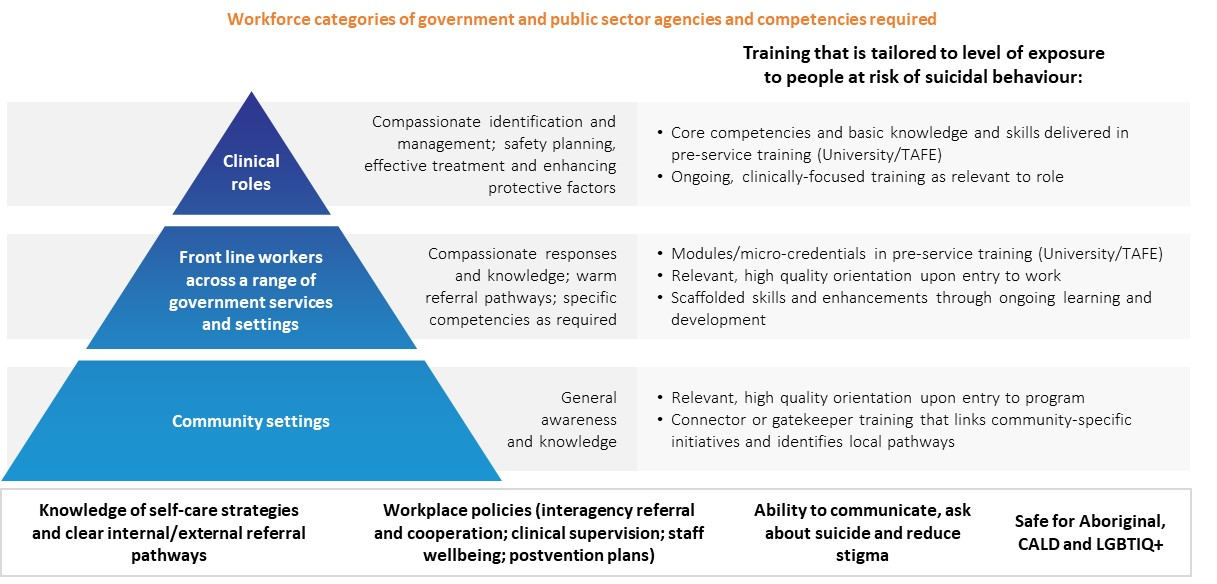 Workforce categories of government and public sector agencies and competencies required
Training that is tailored to level of exposure
to people at risk of suicidal behaviour:
Clinical
roles
Compassionate identification and
management; safety planning,
effective treatment and enhancing
protective factors
• Core competencies and basic knowledge and skills delivered in
pre-service training (University/TAFE)
• Ongoing, clinically-focused training as relevant to role
Front line workers
across a range of
government services
and settings
Compassionate responses
and knowledge; warm
referral pathways; specific
competencies as required
• Modules/micro-credentials in pre-service training (University/TAFE)
• Relevant, high quality orientation upon entry to work
• Scaffolded skills and enhancements through ongoing learning and
development
Community settings
General
awareness
and knowledge
• Relevant, high quality orientation upon entry to program
• Connector or gatekeeper training that links community-specific
initiatives and identifies local pathways
Knowledge of self-care strategies
and clear internal/external referral
pathways
Workplace policies (interagency referral
and cooperation; clinical supervision; staff
wellbeing; postvention plans)
Ability to communicate, ask
about suicide and reduce
stigma
Safe for Aboriginal,
CALD and LGBTIQ+